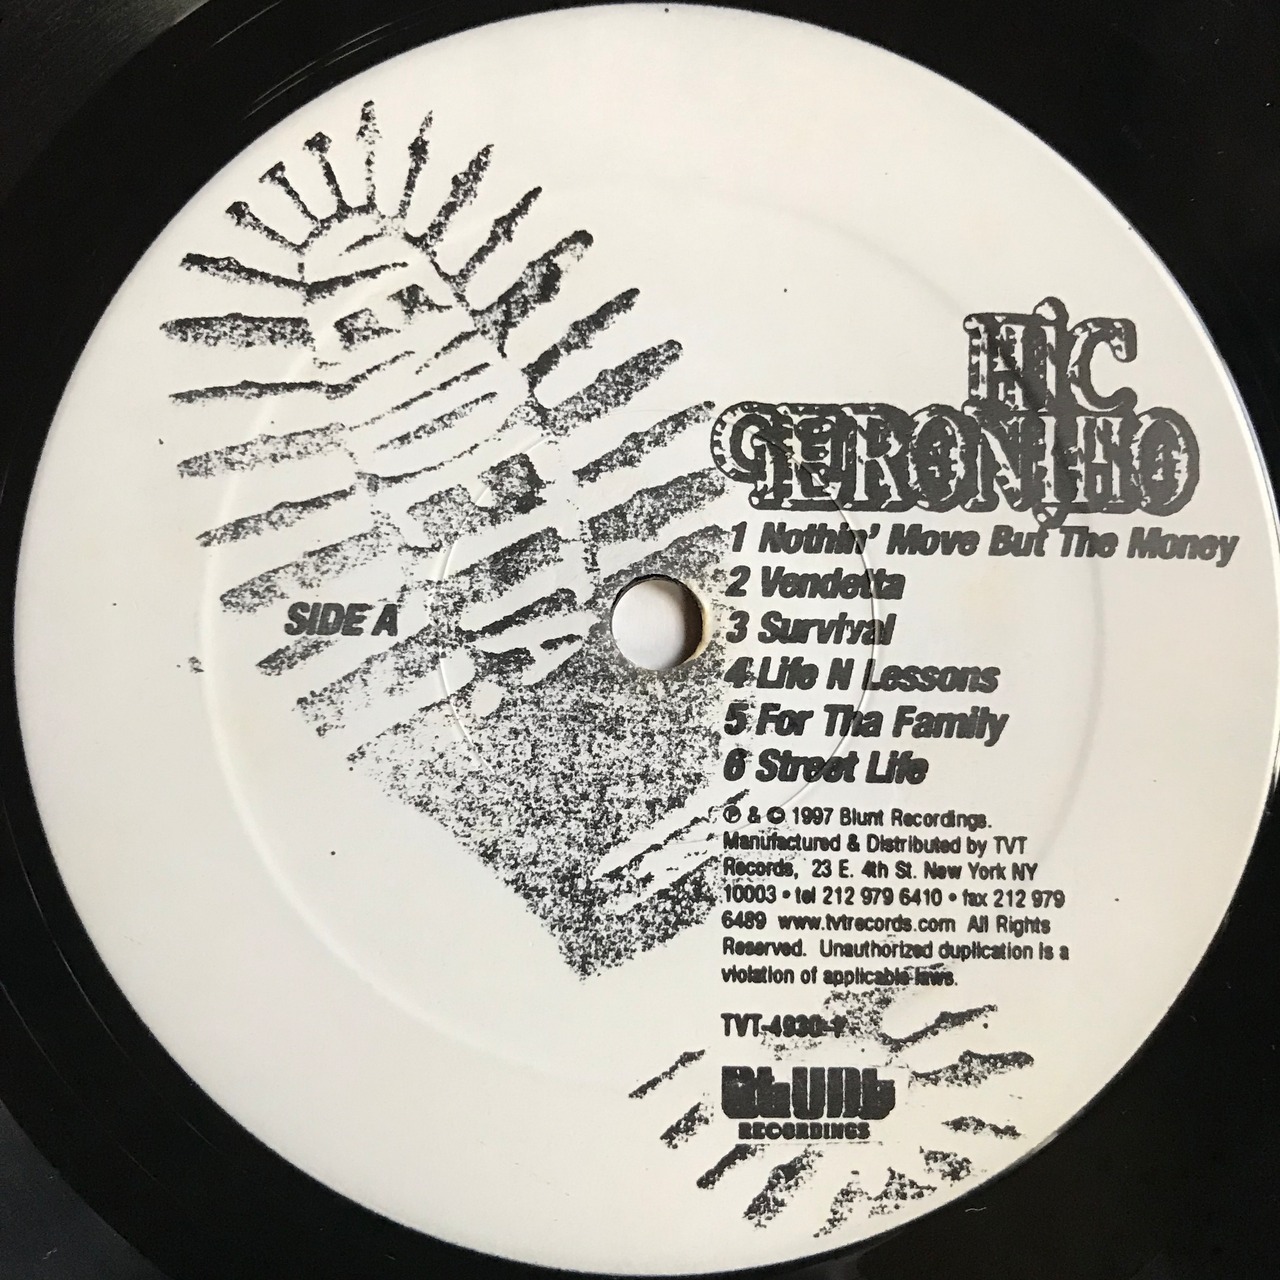 MIC
GERONIMO
SIDE A
1 Nothin' Move But The Money
2 Vendetta
3 Survival
4 Life N Lessons
5 For Tha Family
6 Street Life
℗ & © 1997 Blunt Recordings.
Manufactured & Distributed by TVT
Records, 23 E. 4th St. New York NY
10003 • tel 212 979 6410 • fax 212 979
6489 www.tvtrecords.com All Rights
Reserved. Unauthorized duplication is a
violation of applicable laws.
TVT-4930-1
BLUNT
RECORDINGS